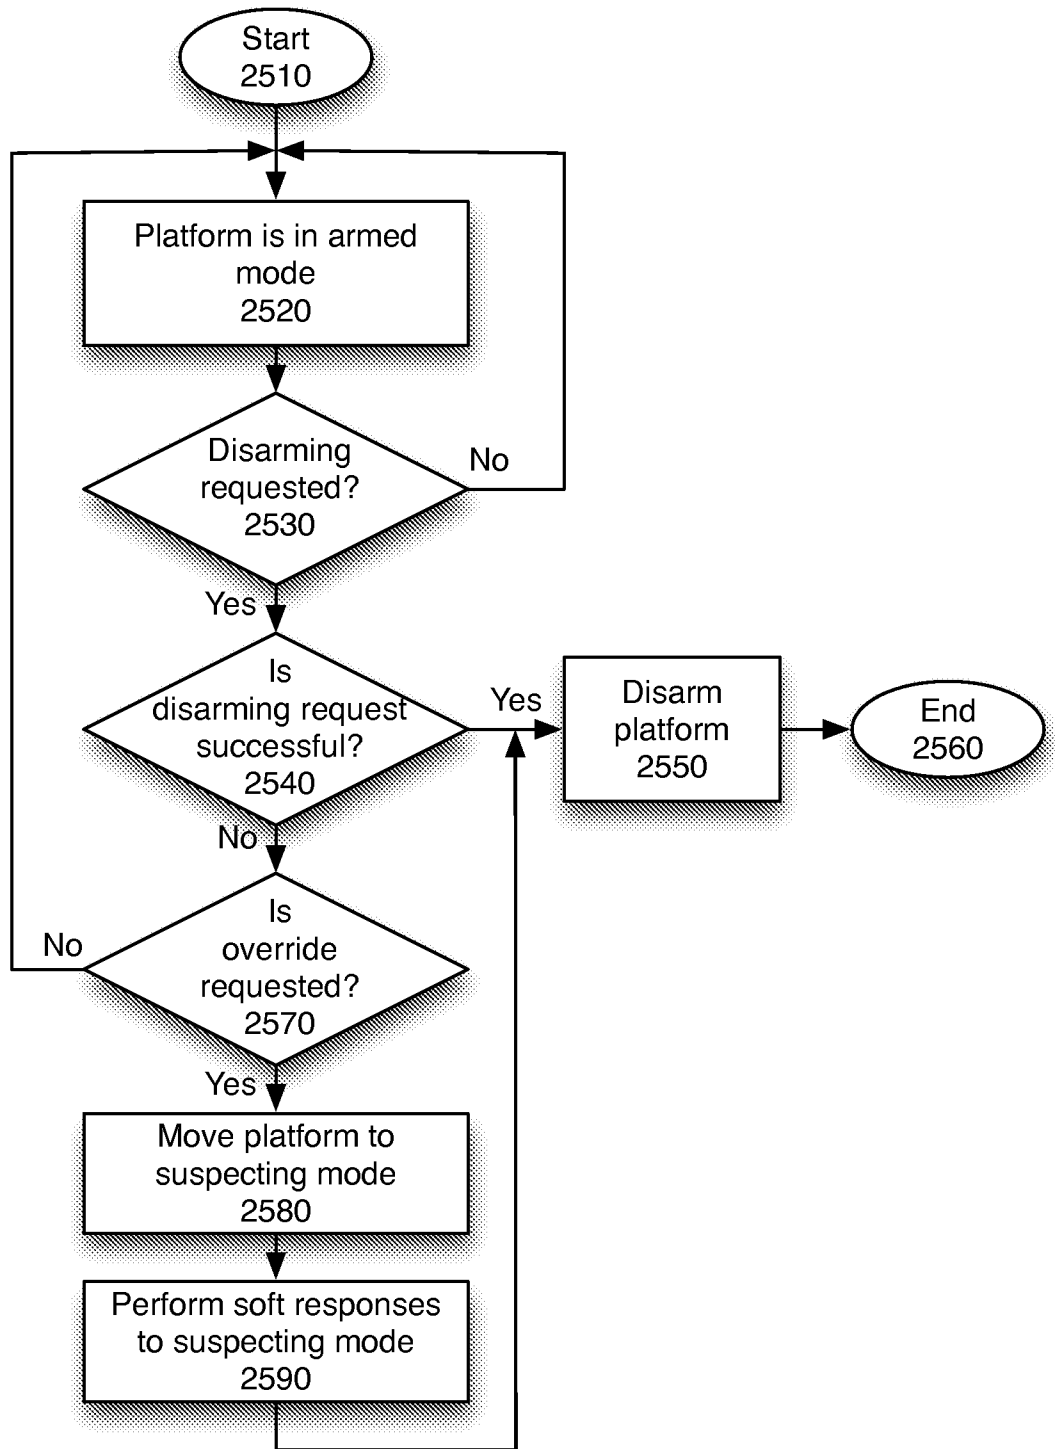 Start
2510
Platform is in armed
mode
2520
Disarming
requested?
2530
No
Yes
Is
disarming request
successful?
2540
Yes
Disarm
platform
2550
End
2560
No
Is
override
requested?
2570
No
Yes
Move platform to
suspecting mode
2580
Perform soft responses
to suspecting mode
2590